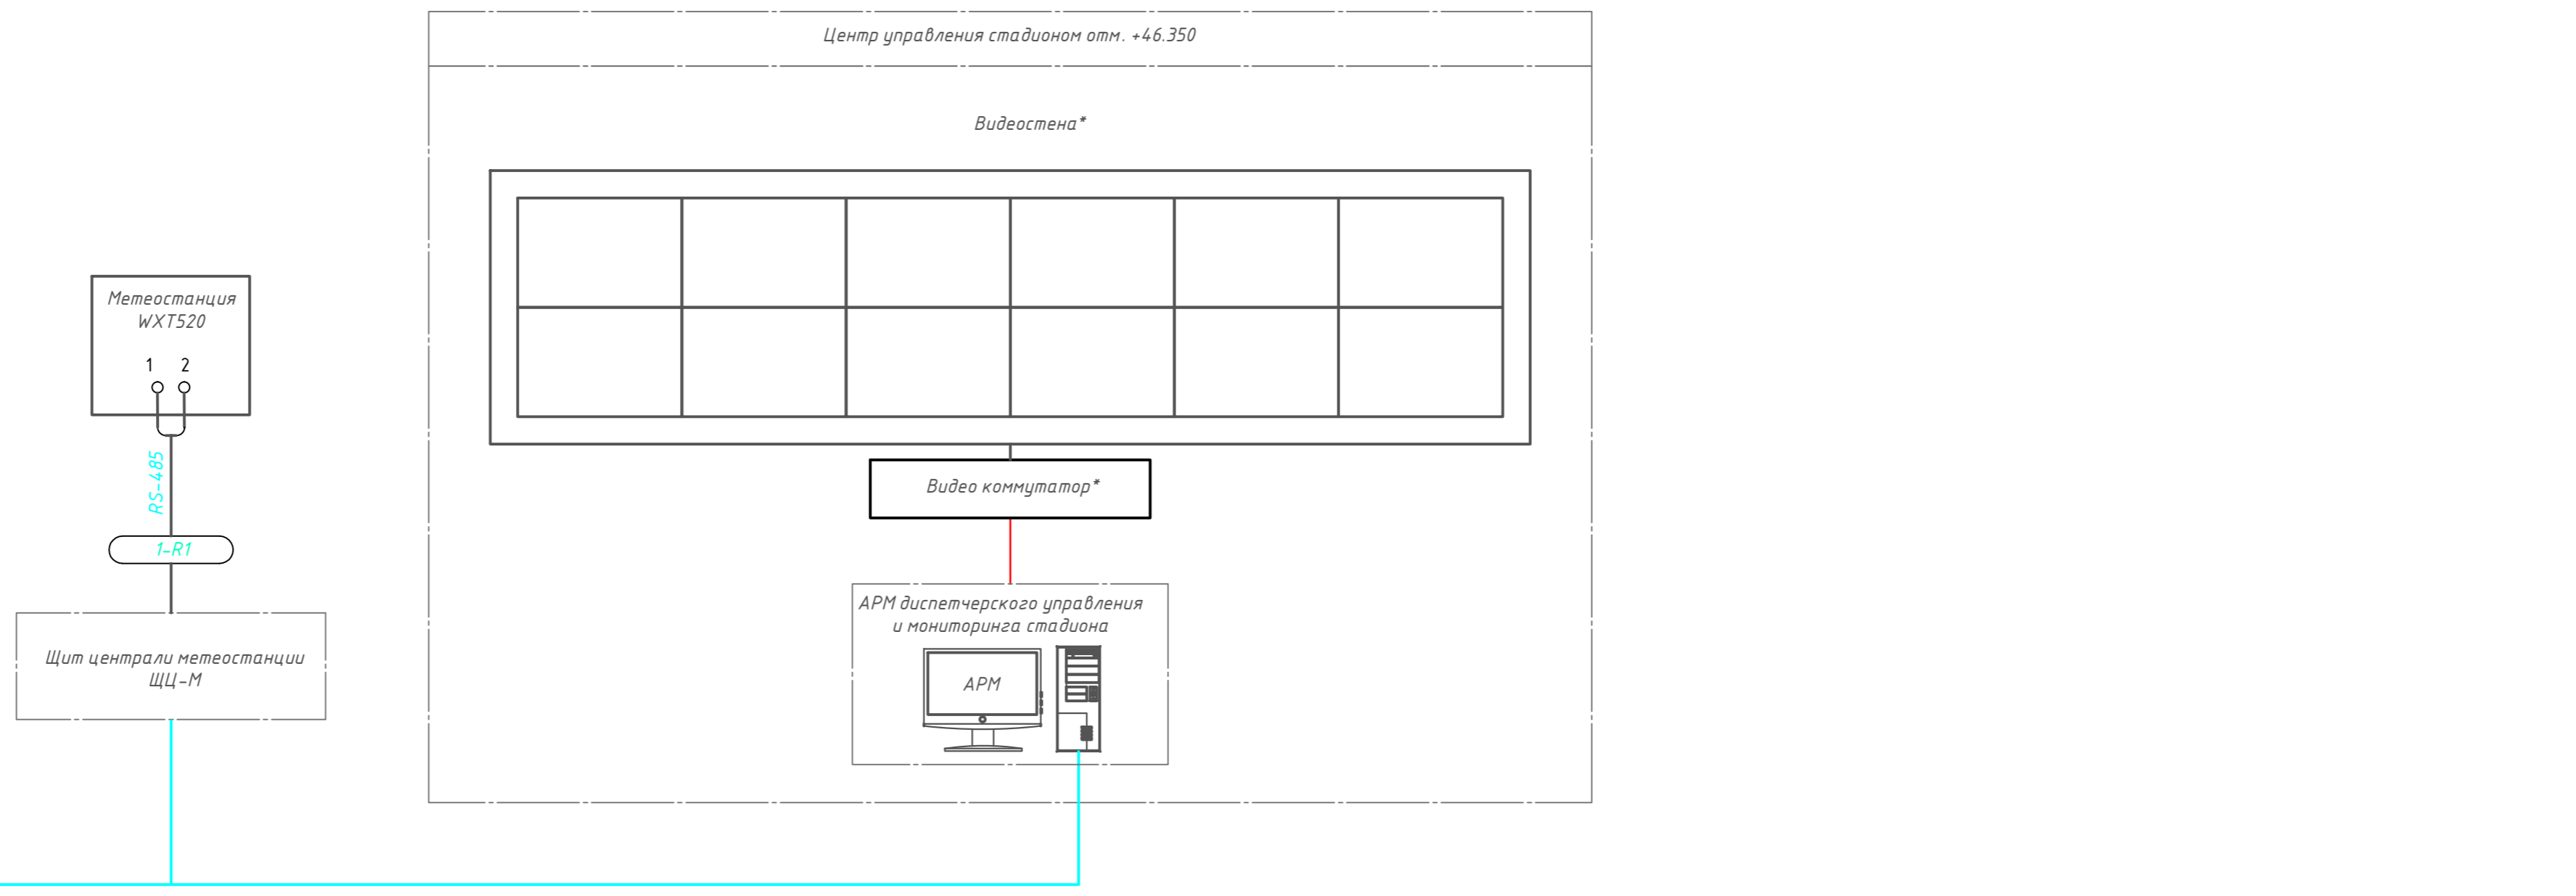 Центр управления стадионом отм. +46.350
Видеостена*
Метеостанция
WXT520
1 2
RS-485
1-R1
Щит централи метеостанции
ЩЦ-М
Видео коммутатор*
АРМ диспетчерского управления
и мониторинга стадиона
АРМ